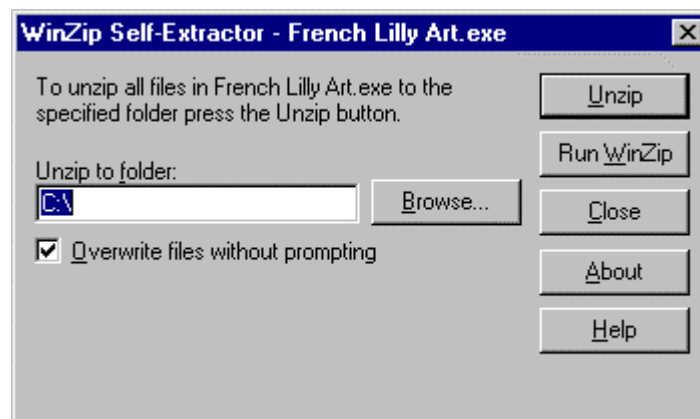 WinZip Self-Extractor - French Lilly Art.exe
To unzip all files in French Lilly Art.exe to the
specified folder press the Unzip button.
Unzip to folder:
C:\
Browse...
Overwrite files without prompting
Unzip
Run WinZip
Close
About
Help